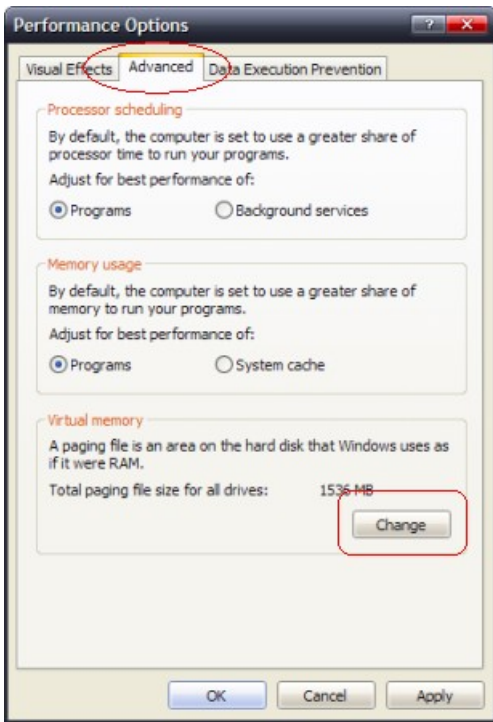 Performance Options
Visual Effects Advanced Data Execution Prevention
Processor scheduling
By default, the computer is set to use a greater share of
processor time to run your programs.
Adjust for best performance of:
Programs Background services
Memory usage
By default, the computer is set to use a greater share of
memory to run your programs.
Adjust for best performance of:
Programs System cache
Virtual memory
A paging file is an area on the hard disk that Windows uses as
if it were RAM.
Total paging file size for all drives: 1536 MB
Change
OK Cancel Apply